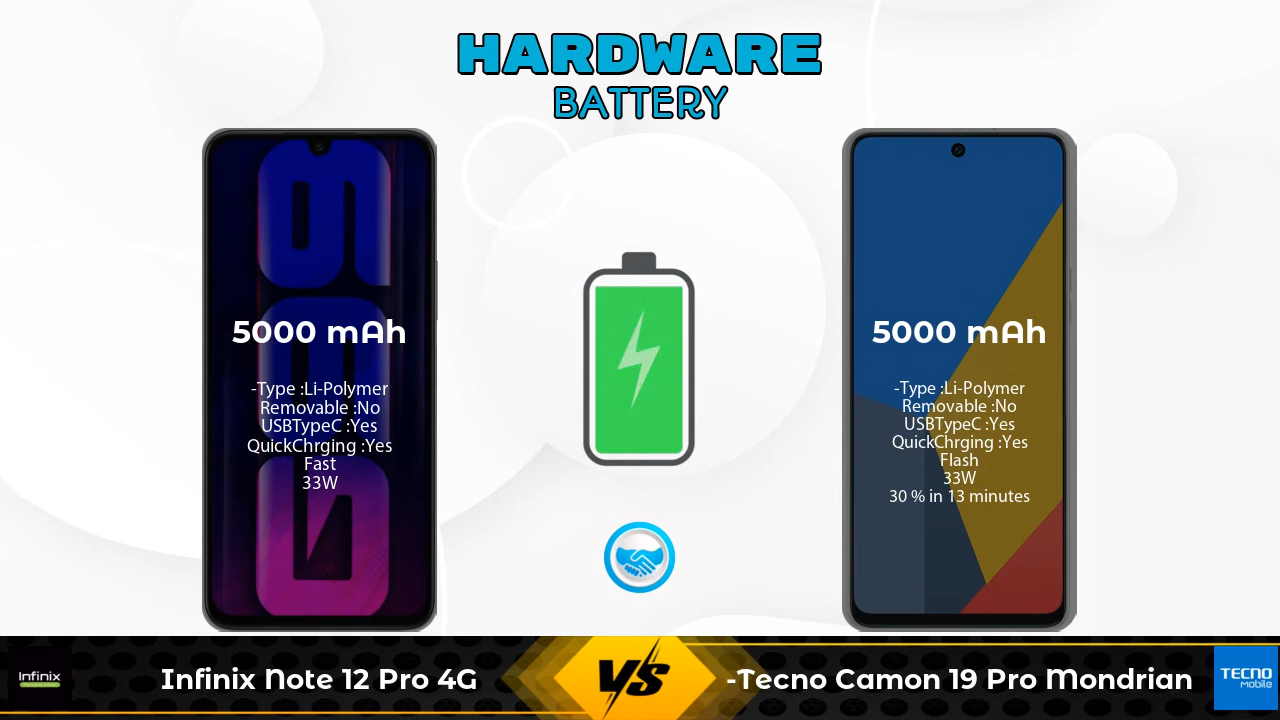 HARDWARE
BATTERY
5000 mAh
-Type :Li-Polymer
Removable :No
USBTypeC :Yes
QuickChrging :Yes
Fast
33W
5000 mAh
-Type :Li-Polymer
Removable :No
USBTypeC :Yes
QuickChrging :Yes
Flash
33W
30 % in 13 minutes
Infinix
Infinix Note 12 Pro 4G
VS
-Tecno Camon 19 Pro Mondrian
TECNO
mobile